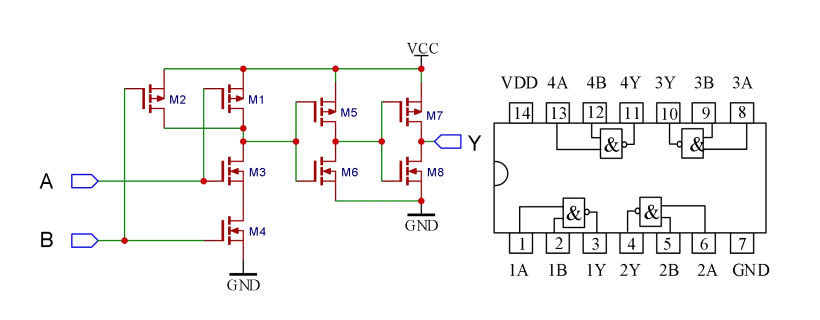 VCC
M2 M1 M5 M7
A M3 M6 M8 Y
B M4
GND GND
VDD 4A 4B 4Y 3Y 3B 3A
14 13 12 11 10 9 8
& &
& &
1 2 3 4 5 6 7
1A 1B 1Y 2Y 2B 2A GND